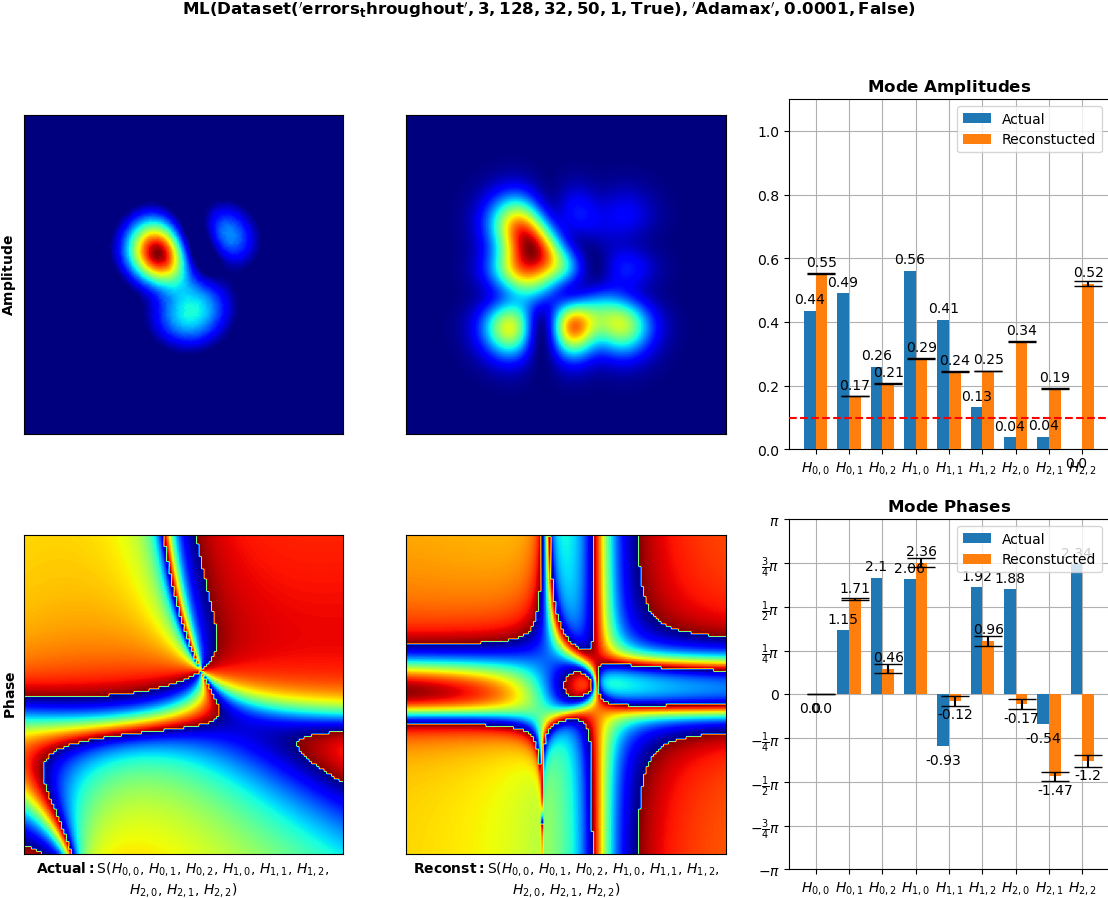 ML(Dataset('errors_throughout', 3, 128, 32, 50, 1, True), 'Adamax', 0.0001, False)
Amplitude
Mode Amplitudes
Actual
Reconstucted
1.0
0.8
0.6
0.4
0.2
0.0
0.44 0.55 0.49 0.17 0.26 0.21 0.56 0.29 0.41 0.24 0.13 0.25 0.04 0.34 0.04 0.19 0.0 0.52
H0,0 H0,1 H0,2 H1,0 H1,1 H1,2 H2,0 H2,1 H2,2
Phase
Mode Phases
Actual
Reconstucted
π
3/4π
1/2π
1/4π
0
−1/4π
−1/2π
−3/4π
−π
0.0 0.0 1.15 1.71 2.1 0.46 2.06 2.36 -0.93 -0.12 1.92 0.96 1.88 -0.17 -0.54 -1.47 2.34 -1.2
H0,0 H0,1 H0,2 H1,0 H1,1 H1,2 H2,0 H2,1 H2,2
Actual: S(H0,0, H0,1, H0,2, H1,0, H1,1, H1,2,
H2,0, H2,1, H2,2)
Reconst: S(H0,0, H0,1, H0,2, H1,0, H1,1, H1,2,
H2,0, H2,1, H2,2)